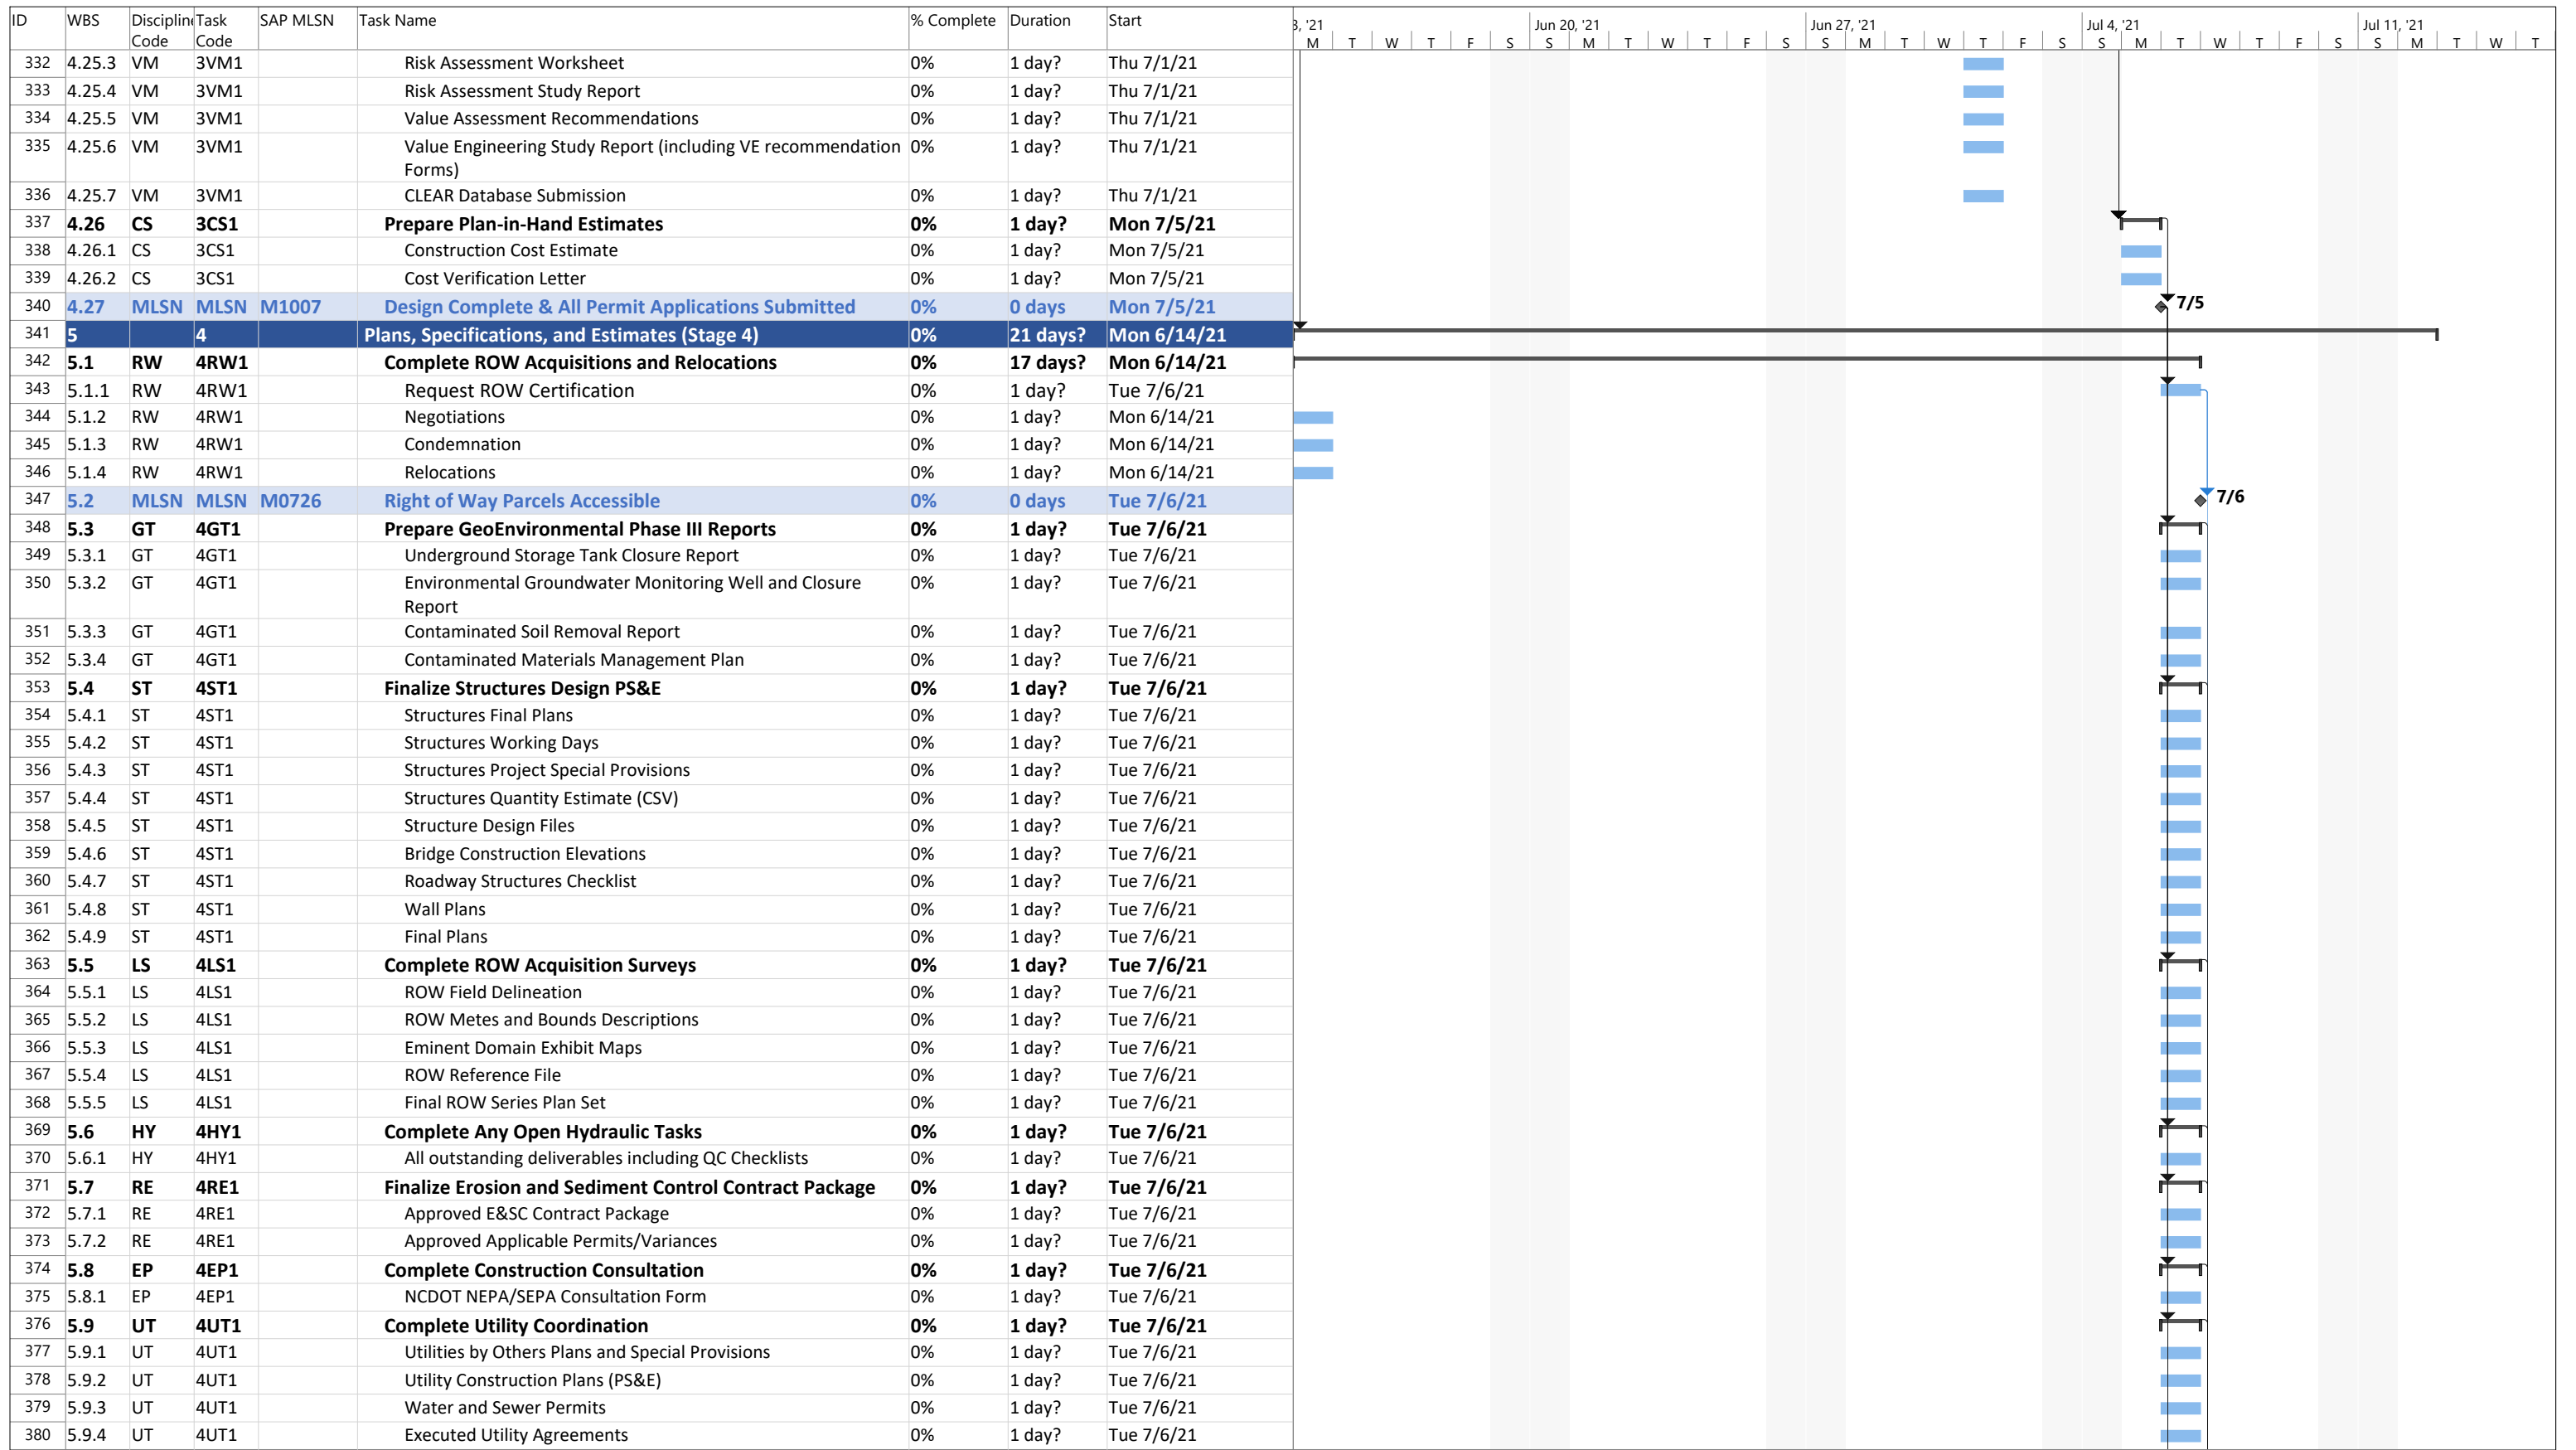 ID WBS Disciplin Task SAP MLSN Task Name % Complete Duration Start
Code Code
3, '21 Jun 20, '21 Jun 27, '21 Jul 4, '21 Jul 11, '21
M T W T F S S M T W T F S S M T W T F S S M T W T F S S M T W T
332 4.25.3 VM 3VM1 Risk Assessment Worksheet 0% 1 day? Thu 7/1/21
333 4.25.4 VM 3VM1 Risk Assessment Study Report 0% 1 day? Thu 7/1/21
334 4.25.5 VM 3VM1 Value Assessment Recommendations 0% 1 day? Thu 7/1/21
335 4.25.6 VM 3VM1 Value Engineering Study Report (including VE recommendation 0% 1 day? Thu 7/1/21
Forms)
336 4.25.7 VM 3VM1 CLEAR Database Submission 0% 1 day? Thu 7/1/21
337 4.26 CS 3CS1 Prepare Plan-in-Hand Estimates 0% 1 day? Mon 7/5/21
338 4.26.1 CS 3CS1 Construction Cost Estimate 0% 1 day? Mon 7/5/21
339 4.26.2 CS 3CS1 Cost Verification Letter 0% 1 day? Mon 7/5/21
340 4.27 MLSN MLSN M1007 Design Complete & All Permit Applications Submitted 0% 0 days Mon 7/5/21 7/5
341 5 4 Plans, Specifications, and Estimates (Stage 4) 0% 21 days? Mon 6/14/21
342 5.1 RW 4RW1 Complete ROW Acquisitions and Relocations 0% 17 days? Mon 6/14/21
343 5.1.1 RW 4RW1 Request ROW Certification 0% 1 day? Tue 7/6/21
344 5.1.2 RW 4RW1 Negotiations 0% 1 day? Mon 6/14/21
345 5.1.3 RW 4RW1 Condemnation 0% 1 day? Mon 6/14/21
346 5.1.4 RW 4RW1 Relocations 0% 1 day? Mon 6/14/21
347 5.2 MLSN MLSN M0726 Right of Way Parcels Accessible 0% 0 days Tue 7/6/21 7/6
348 5.3 GT 4GT1 Prepare GeoEnvironmental Phase III Reports 0% 1 day? Tue 7/6/21
349 5.3.1 GT 4GT1 Underground Storage Tank Closure Report 0% 1 day? Tue 7/6/21
350 5.3.2 GT 4GT1 Environmental Groundwater Monitoring Well and Closure 0% 1 day? Tue 7/6/21
Report
351 5.3.3 GT 4GT1 Contaminated Soil Removal Report 0% 1 day? Tue 7/6/21
352 5.3.4 GT 4GT1 Contaminated Materials Management Plan 0% 1 day? Tue 7/6/21
353 5.4 ST 4ST1 Finalize Structures Design PS&E 0% 1 day? Tue 7/6/21
354 5.4.1 ST 4ST1 Structures Final Plans 0% 1 day? Tue 7/6/21
355 5.4.2 ST 4ST1 Structures Working Days 0% 1 day? Tue 7/6/21
356 5.4.3 ST 4ST1 Structures Project Special Provisions 0% 1 day? Tue 7/6/21
357 5.4.4 ST 4ST1 Structures Quantity Estimate (CSV) 0% 1 day? Tue 7/6/21
358 5.4.5 ST 4ST1 Structure Design Files 0% 1 day? Tue 7/6/21
359 5.4.6 ST 4ST1 Bridge Construction Elevations 0% 1 day? Tue 7/6/21
360 5.4.7 ST 4ST1 Roadway Structures Checklist 0% 1 day? Tue 7/6/21
361 5.4.8 ST 4ST1 Wall Plans 0% 1 day? Tue 7/6/21
362 5.4.9 ST 4ST1 Final Plans 0% 1 day? Tue 7/6/21
363 5.5 LS 4LS1 Complete ROW Acquisition Surveys 0% 1 day? Tue 7/6/21
364 5.5.1 LS 4LS1 ROW Field Delineation 0% 1 day? Tue 7/6/21
365 5.5.2 LS 4LS1 ROW Metes and Bounds Descriptions 0% 1 day? Tue 7/6/21
366 5.5.3 LS 4LS1 Eminent Domain Exhibit Maps 0% 1 day? Tue 7/6/21
367 5.5.4 LS 4LS1 ROW Reference File 0% 1 day? Tue 7/6/21
368 5.5.5 LS 4LS1 Final ROW Series Plan Set 0% 1 day? Tue 7/6/21
369 5.6 HY 4HY1 Complete Any Open Hydraulic Tasks 0% 1 day? Tue 7/6/21
370 5.6.1 HY 4HY1 All outstanding deliverables including QC Checklists 0% 1 day? Tue 7/6/21
371 5.7 RE 4RE1 Finalize Erosion and Sediment Control Contract Package 0% 1 day? Tue 7/6/21
372 5.7.1 RE 4RE1 Approved E&SC Contract Package 0% 1 day? Tue 7/6/21
373 5.7.2 RE 4RE1 Approved Applicable Permits/Variances 0% 1 day? Tue 7/6/21
374 5.8 EP 4EP1 Complete Construction Consultation 0% 1 day? Tue 7/6/21
375 5.8.1 EP 4EP1 NCDOT NEPA/SEPA Consultation Form 0% 1 day? Tue 7/6/21
376 5.9 UT 4UT1 Complete Utility Coordination 0% 1 day? Tue 7/6/21
377 5.9.1 UT 4UT1 Utilities by Others Plans and Special Provisions 0% 1 day? Tue 7/6/21
378 5.9.2 UT 4UT1 Utility Construction Plans (PS&E) 0% 1 day? Tue 7/6/21
379 5.9.3 UT 4UT1 Water and Sewer Permits 0% 1 day? Tue 7/6/21
380 5.9.4 UT 4UT1 Executed Utility Agreements 0% 1 day? Tue 7/6/21